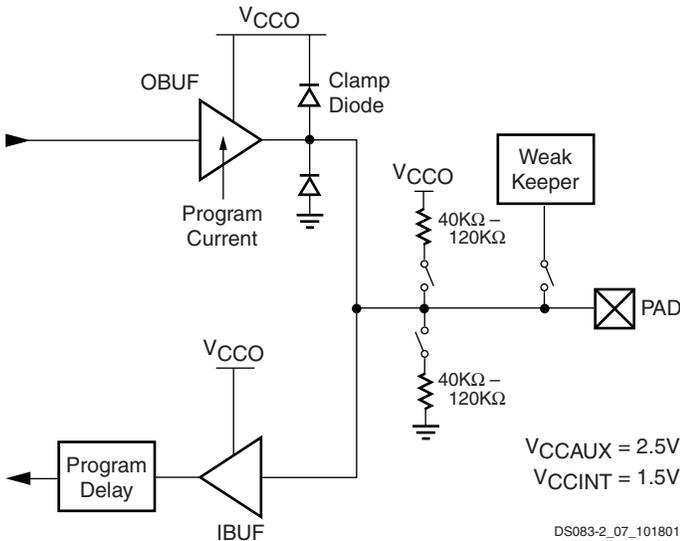 VCCO
OBUF
Clamp
Diode
Program
Current
VCCO
40KΩ –
120KΩ
Weak
Keeper
PAD
40KΩ –
120KΩ
VCCO
Program
Delay
IBUF
VCCAUX = 2.5V
VCCINT = 1.5V
DS083-2_07_101801